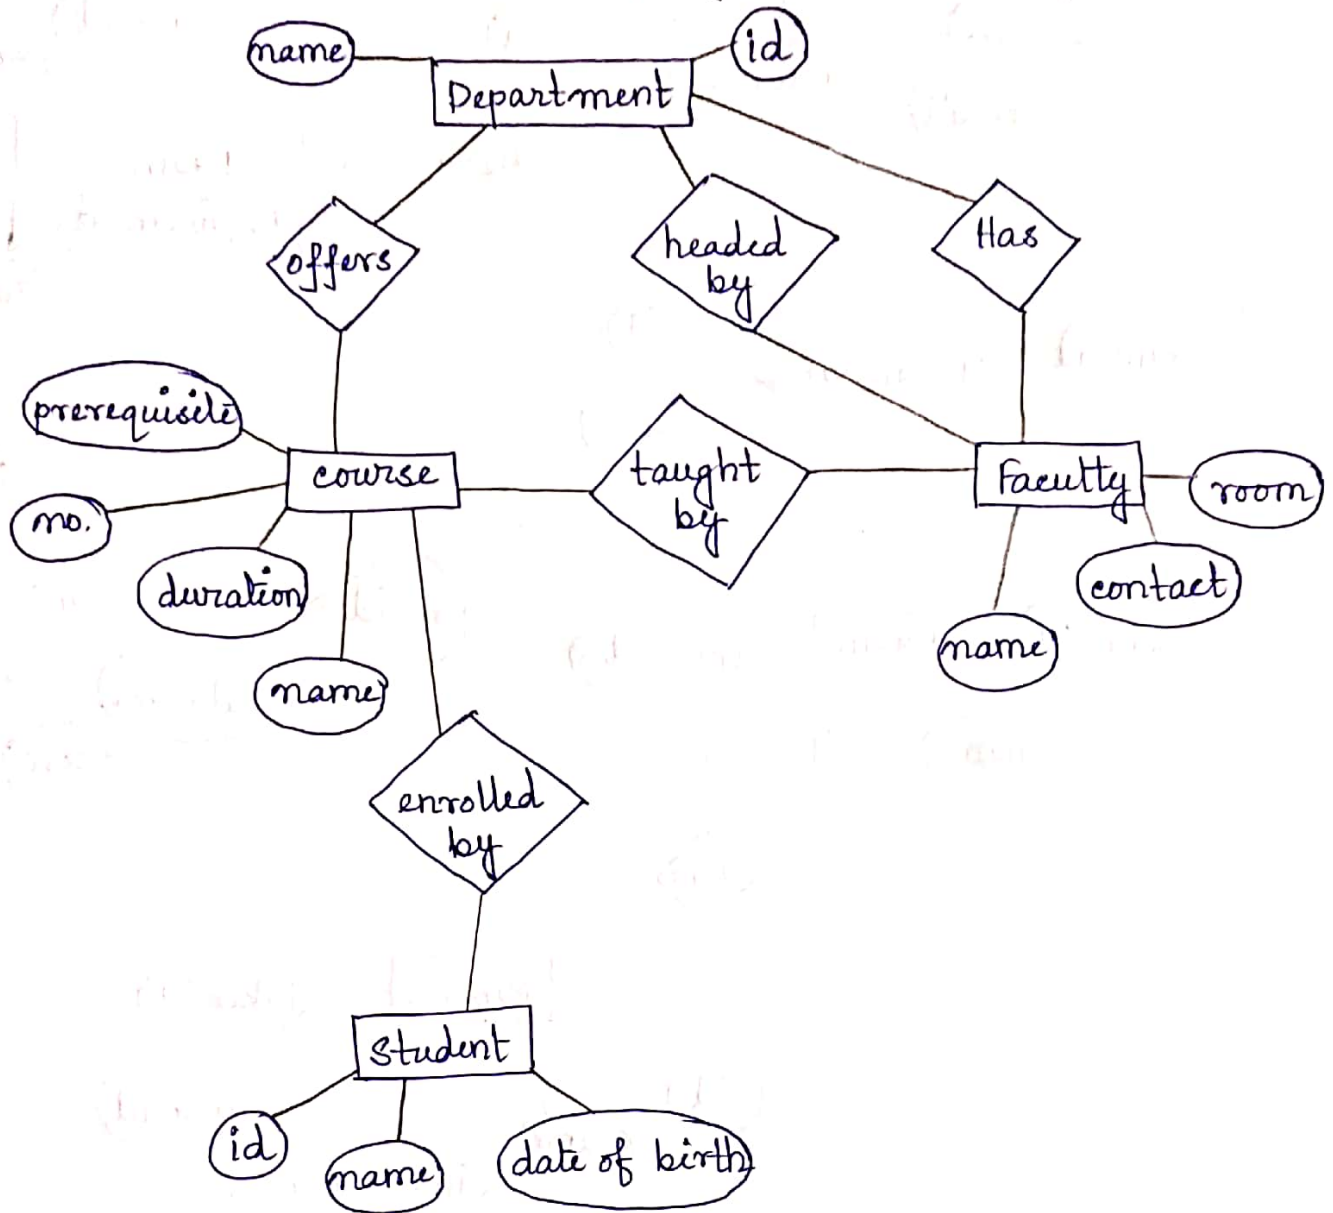 name
id
Department
offers
headed
by
Has
prerequisite
course
taught
by
Faculty
room
no.
duration
contact
name
name
enrolled
by
Student
id
name
date of birth